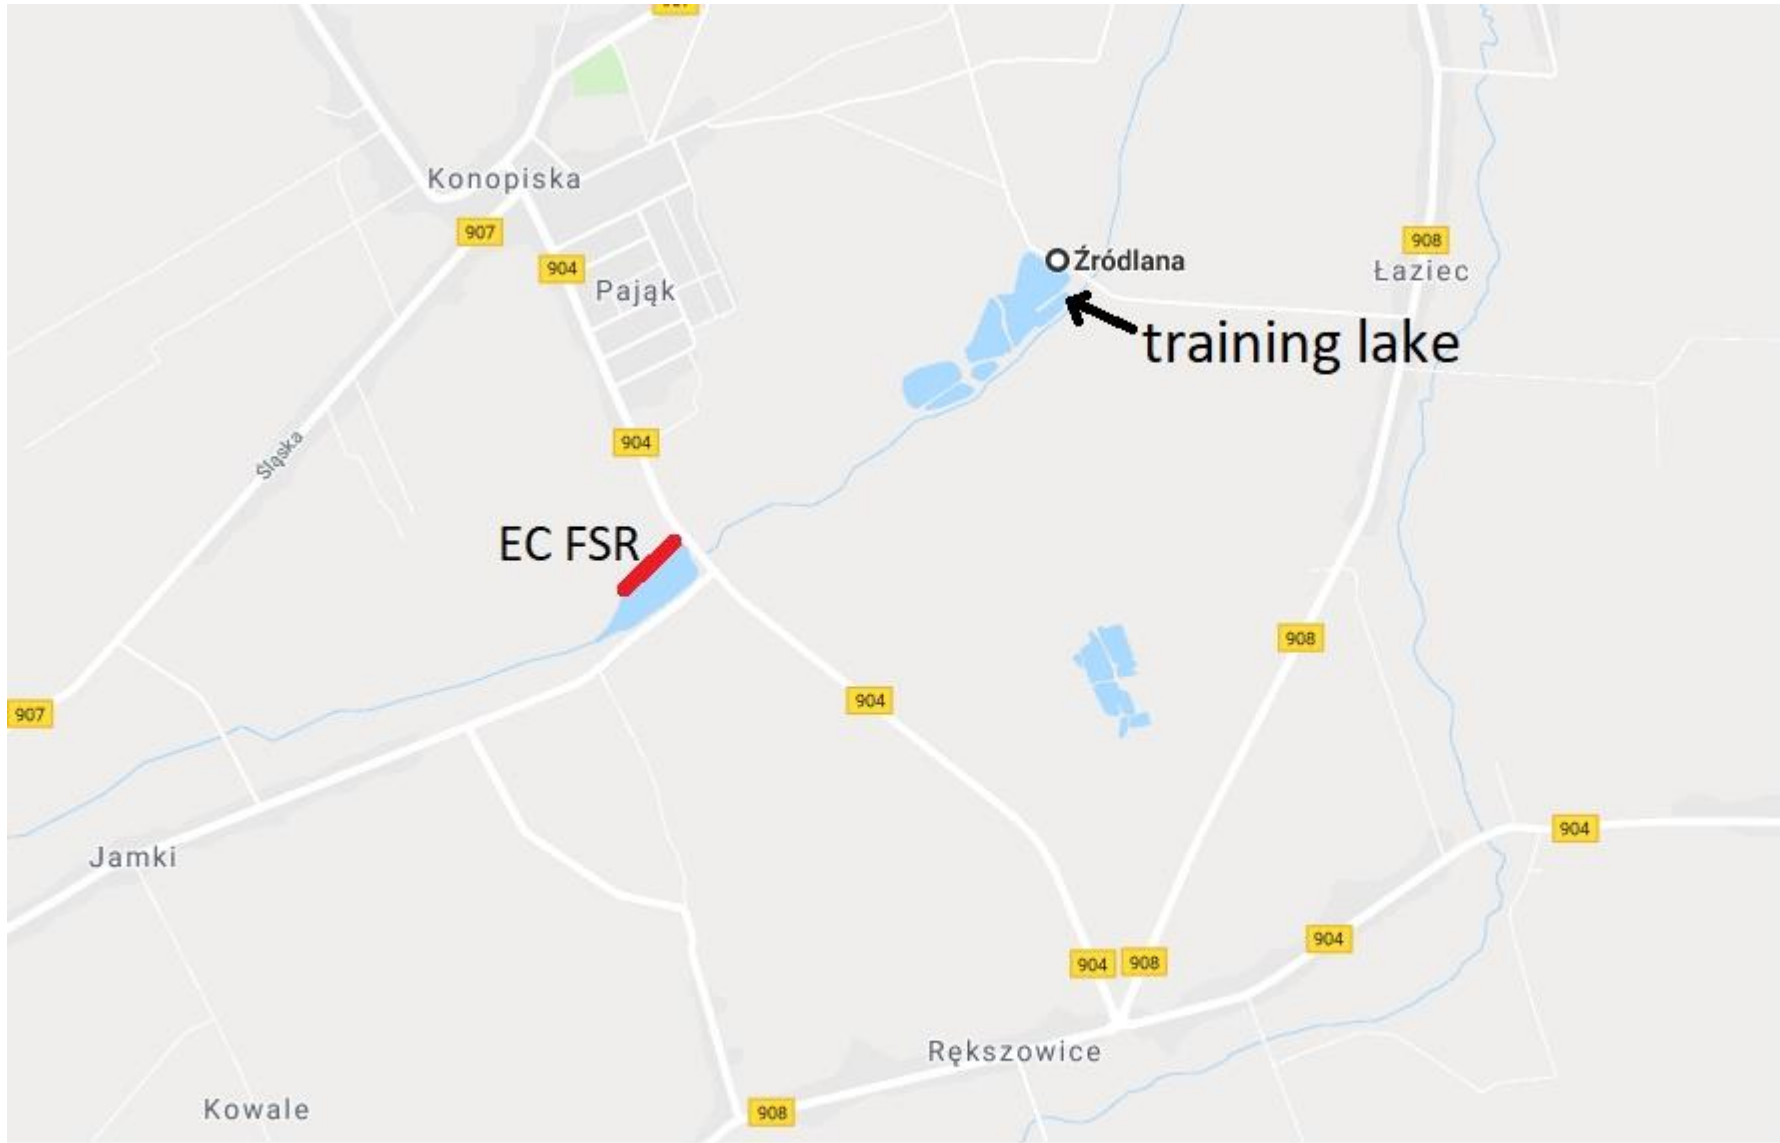 Konopiska
907
904
Pająk
Źródlana
908
Łaziec
training lake
904
Śląska
EC FSR
908
904
907
904
Jamki
904
904 908
Rększowice
Kowale
908